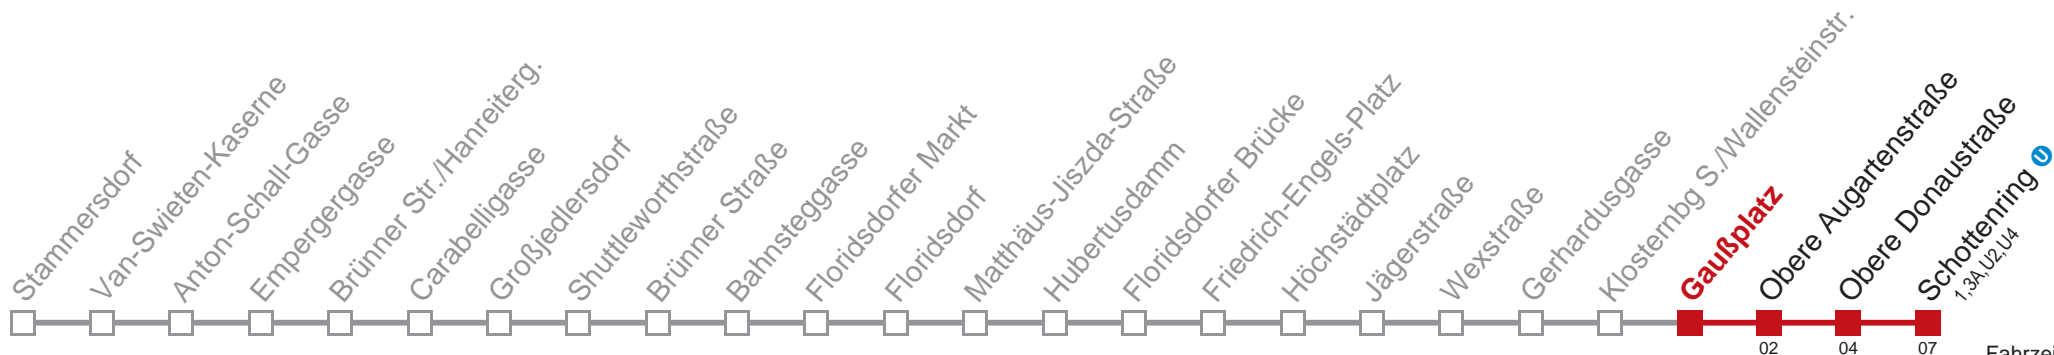 Stammersdorf
Van-Swieten-Kaserne
Anton-Schall-Gasse
Empergergasse
Brünner Str./Hanreiterg.
Carabelligasse
Großjedlersdorf
Shuttleworthstraße
Brünner Straße
Bahnsteggasse
Floridsdorfer Markt
Floridsdorf
Matthäus-Jiszda-Straße
Hubertusdamm
Floridsdorfer Brücke
Friedrich-Engels-Platz
Höchstädtplatz
Jägerstraße
Wexstraße
Gerhardusgasse
Klosternbg S./Wallensteinstr.
Gaußplatz
Obere Augartenstraße
Obere Donaustraße
Schottenring U
1,3A,U2,U4
02
04
07